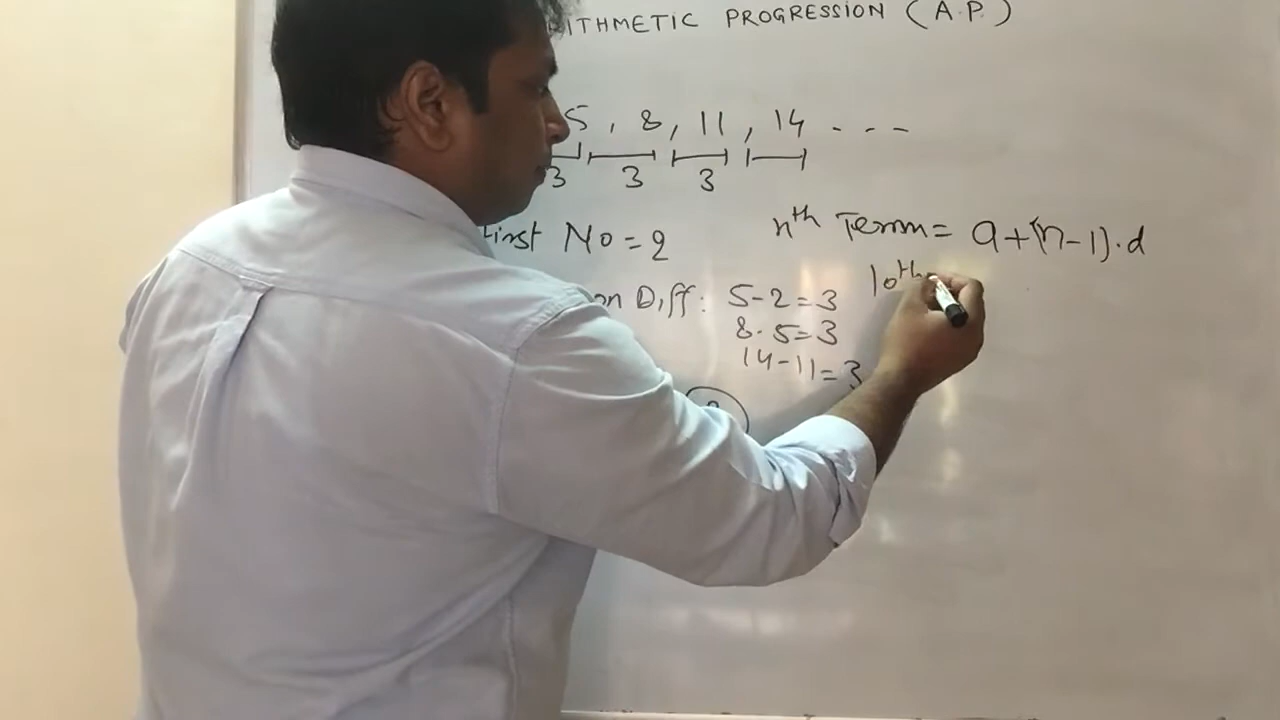 ITHMETIC PROGRESSION (A.P.)
5, 8, 11, 14 - - -
3 3 3
First No = 2
nth Term = a+(n-1).d
on Diff: 5-2=3
10th
8-5=3
14-11=3